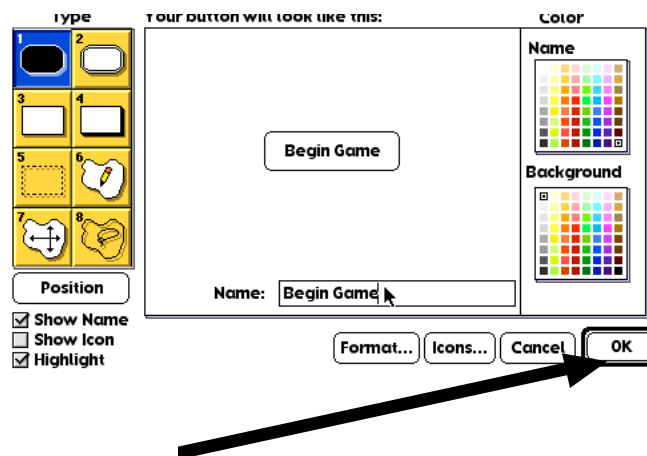 Type
Your button will look like this:
Color
1
2
3
4
5
6
7
8
Name
Begin Game
Background
Position
Name: Begin Game
Show Name
Show Icon
Highlight
Format...
Icons...
Cancel
OK